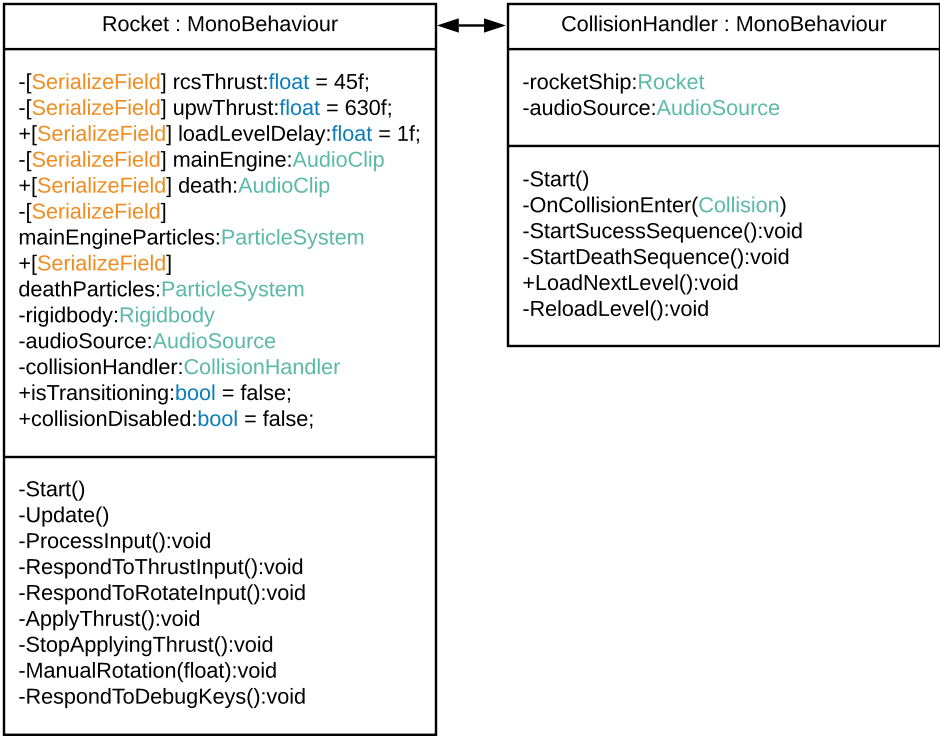 Rocket : MonoBehaviour
-[SerializeField] rcsThrust:float = 45f;
-[SerializeField] upwThrust:float = 630f;
+[SerializeField] loadLevelDelay:float = 1f;
-[SerializeField] mainEngine:AudioClip
+[SerializeField] death:AudioClip
-[SerializeField]
mainEngineParticles:ParticleSystem
+[SerializeField]
deathParticles:ParticleSystem
-rigidbody:Rigidbody
-audioSource:AudioSource
-collisionHandler:CollisionHandler
+isTransitioning:bool = false;
+collisionDisabled:bool = false;
-Start()
-Update()
-ProcessInput():void
-RespondToThrustInput():void
-RespondToRotateInput():void
-ApplyThrust():void
-StopApplyingThrust():void
-ManualRotation(float):void
-RespondToDebugKeys():void
CollisionHandler : MonoBehaviour
-rocketShip:Rocket
-audioSource:AudioSource
-Start()
-OnCollisionEnter(Collision)
-StartSucessSequence():void
-StartDeathSequence():void
+LoadNextLevel():void
-ReloadLevel():void